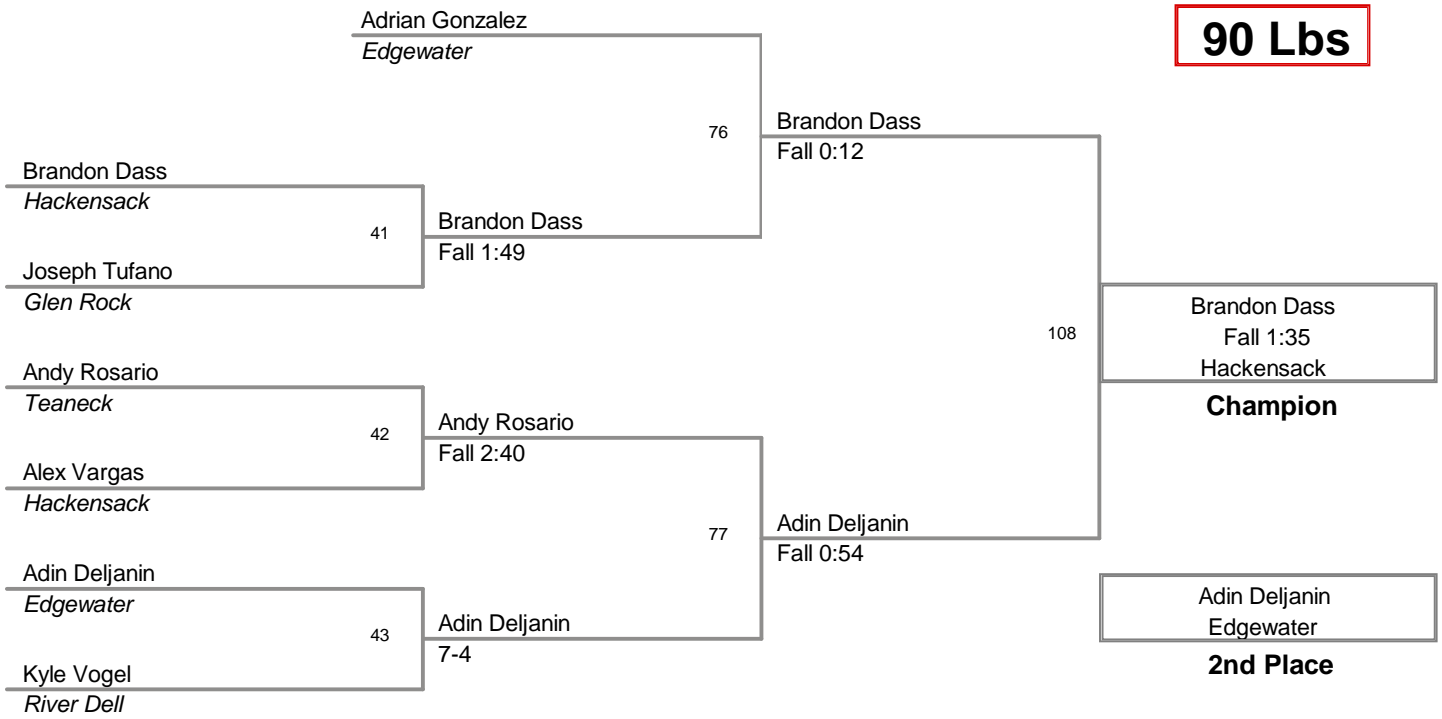 Adrian Gonzalez
Edgewater
90 Lbs
76
Brandon Dass
Fall 0:12
Brandon Dass
Hackensack
41
Brandon Dass
Fall 1:49
Joseph Tufano
Glen Rock
108
Brandon Dass
Fall 1:35
Hackensack
Champion
Andy Rosario
Teaneck
42
Andy Rosario
Fall 2:40
Alex Vargas
Hackensack
77
Adin Deljanin
Fall 0:54
Adin Deljanin
Edgewater
43
Adin Deljanin
7-4
Kyle Vogel
River Dell
Adin Deljanin
Edgewater
2nd Place